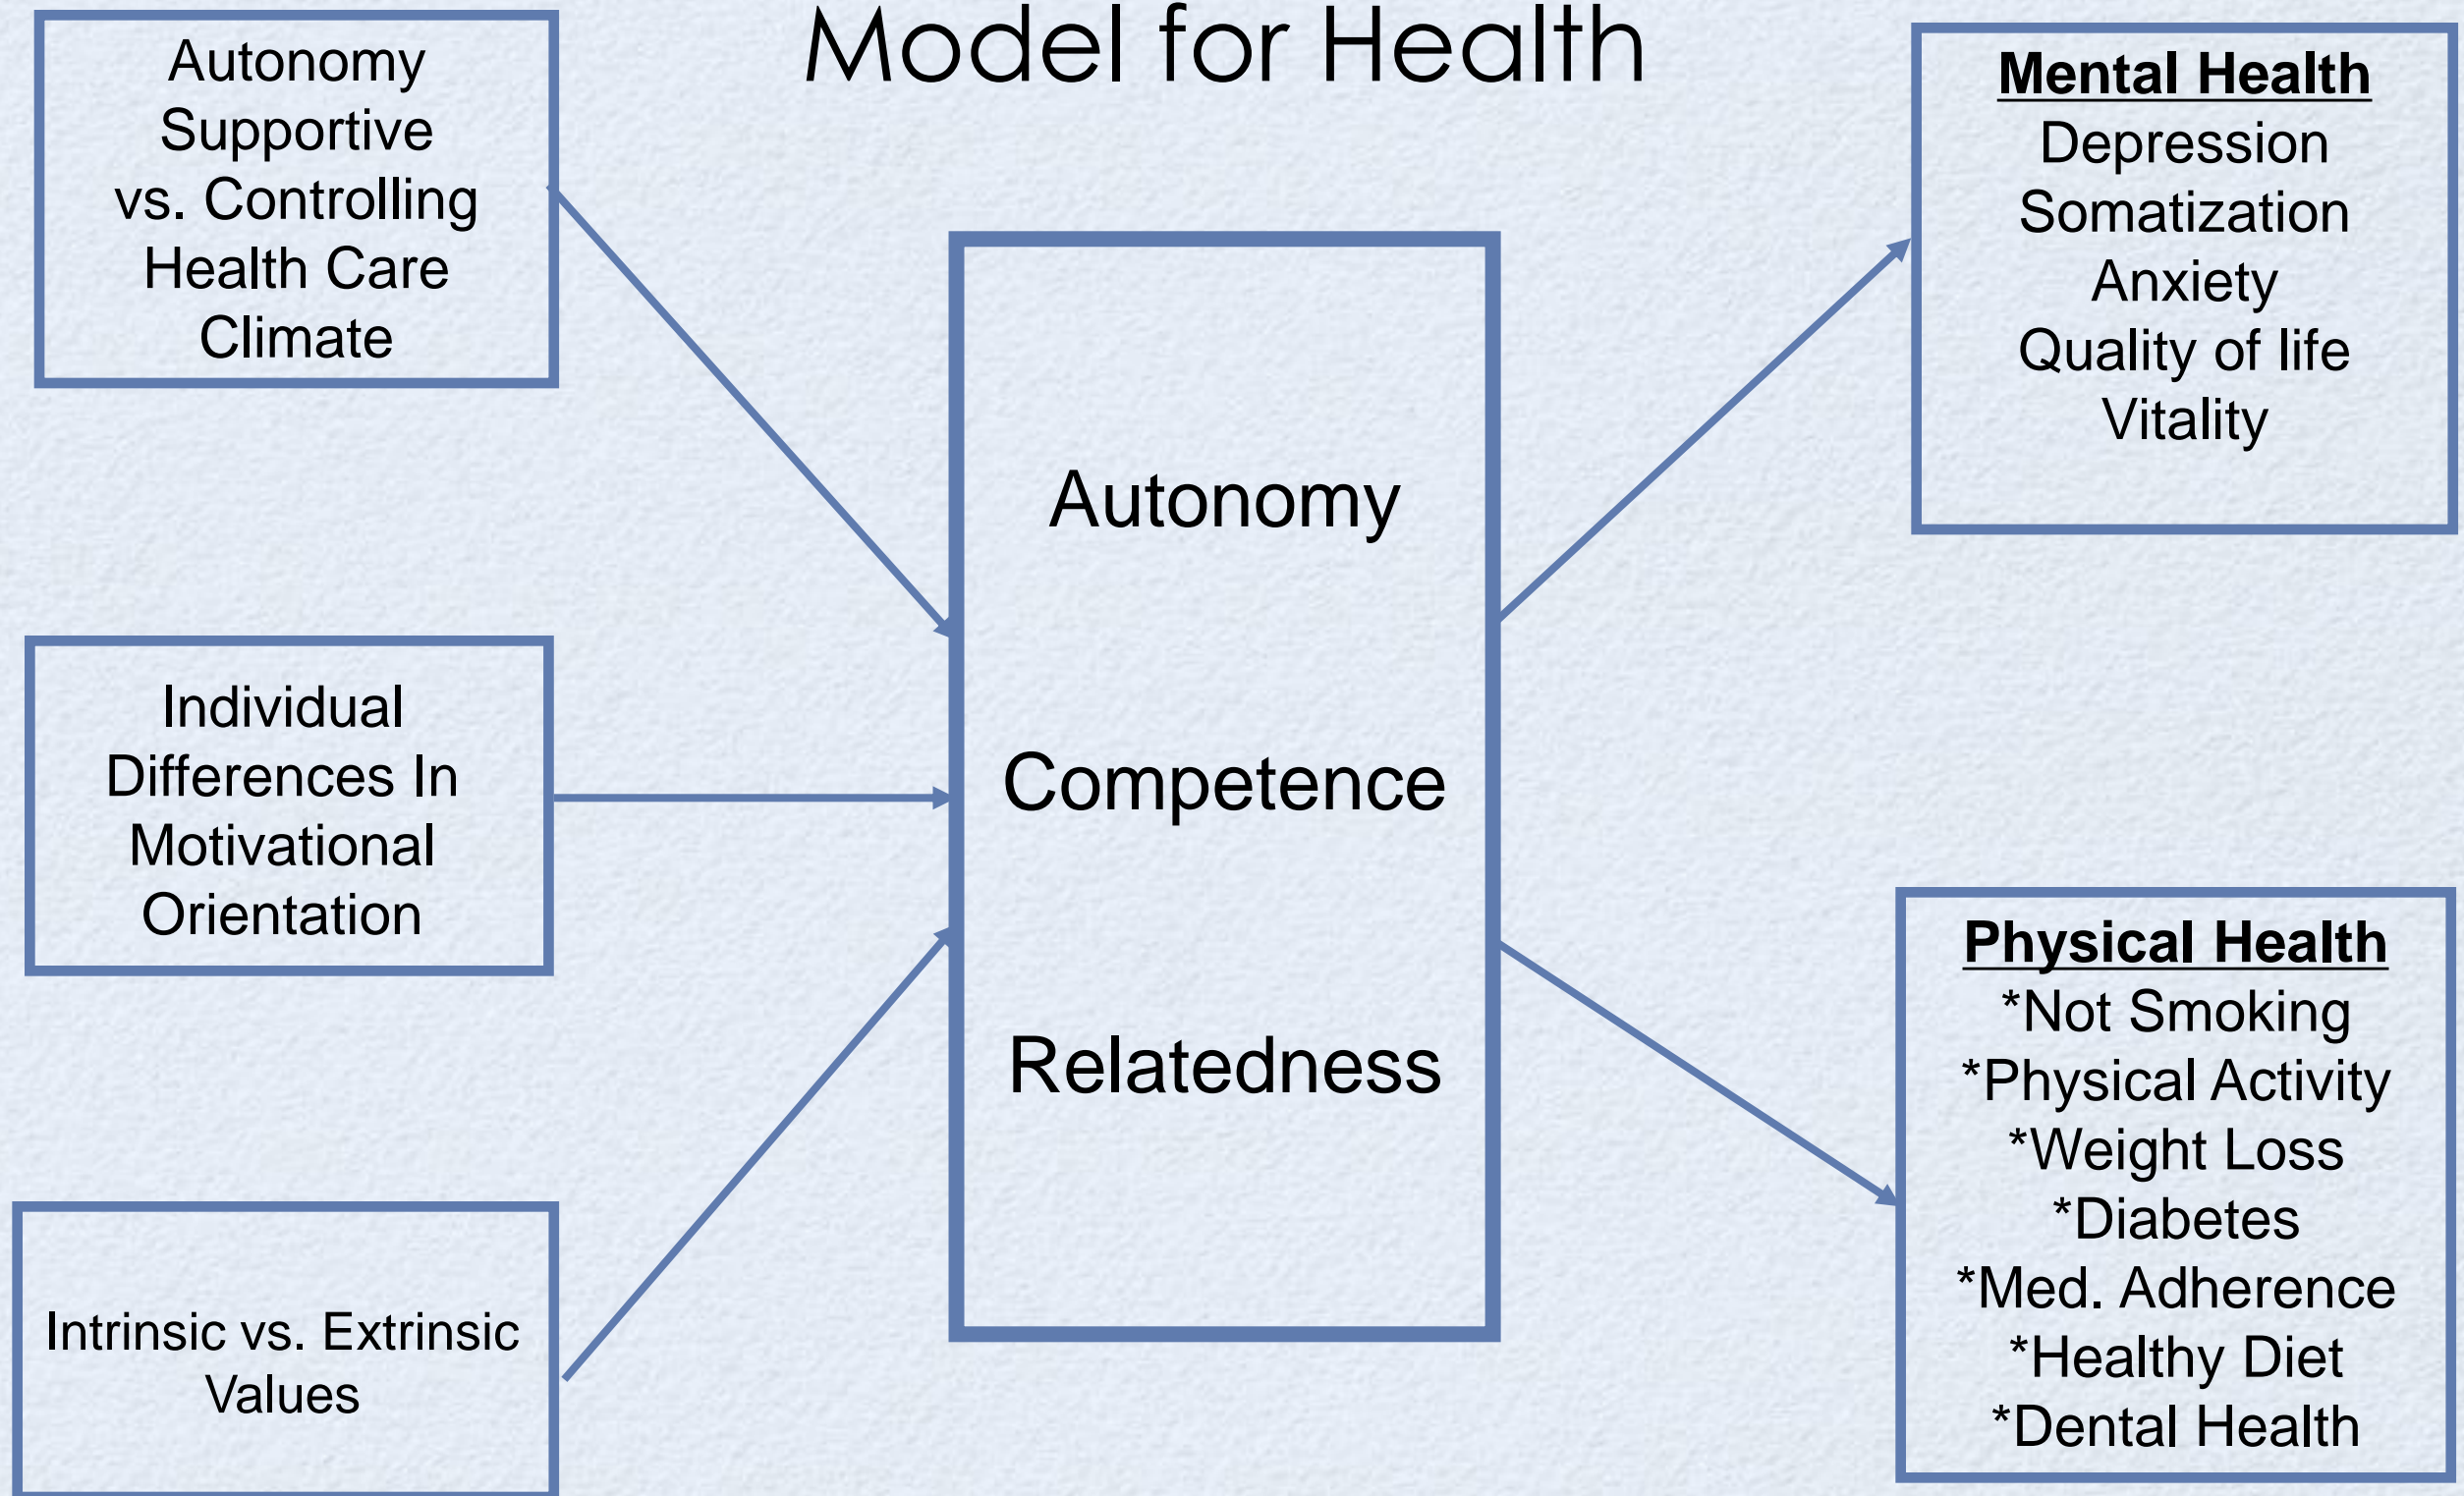 Model for Health
Autonomy
Supportive
vs. Controlling
Health Care
Climate
Individual
Differences In
Motivational
Orientation
Intrinsic vs. Extrinsic
Values
Autonomy
Competence
Relatedness
Mental Health
Depression
Somatization
Anxiety
Quality of life
Vitality
Physical Health
*Not Smoking
*Physical Activity
*Weight Loss
*Diabetes
*Med. Adherence
*Healthy Diet
*Dental Health